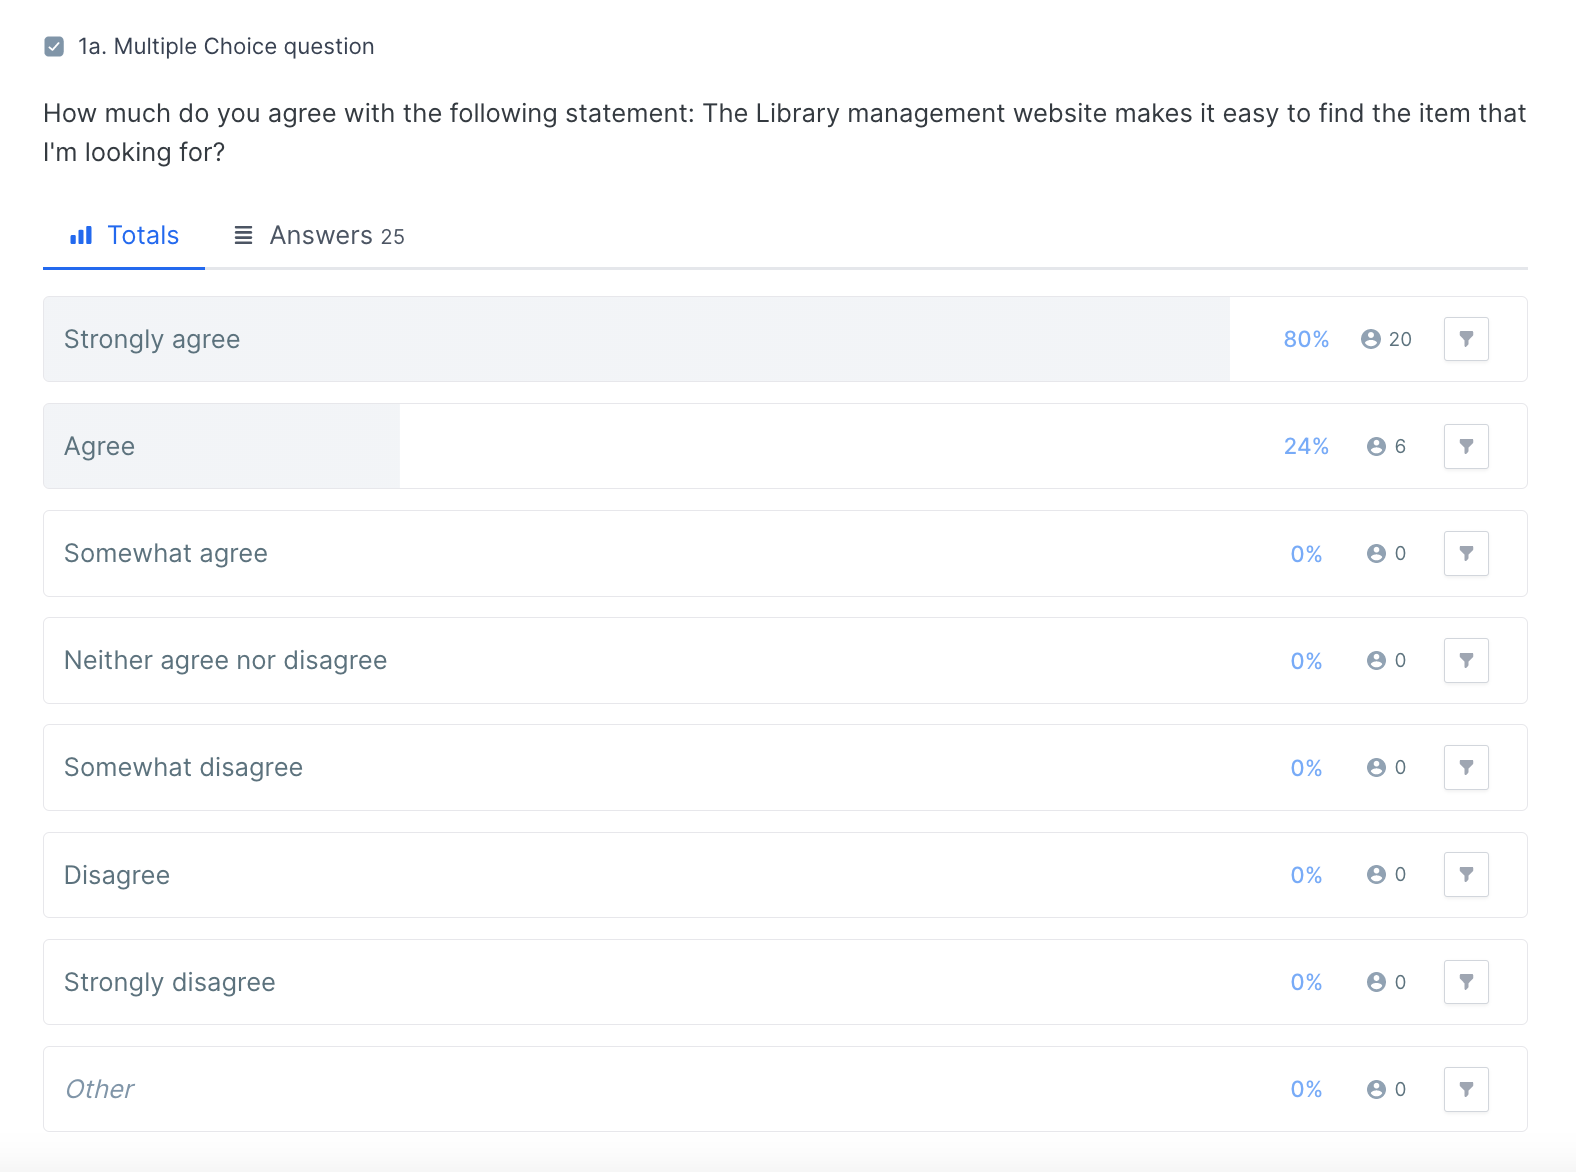 1a. Multiple Choice question
How much do you agree with the following statement: The Library management website makes it easy to find the item that
I'm looking for?
Totals Answers 25
Strongly agree 80% 20
Agree 24% 6
Somewhat agree 0% 0
Neither agree nor disagree 0% 0
Somewhat disagree 0% 0
Disagree 0% 0
Strongly disagree 0% 0
Other 0% 0